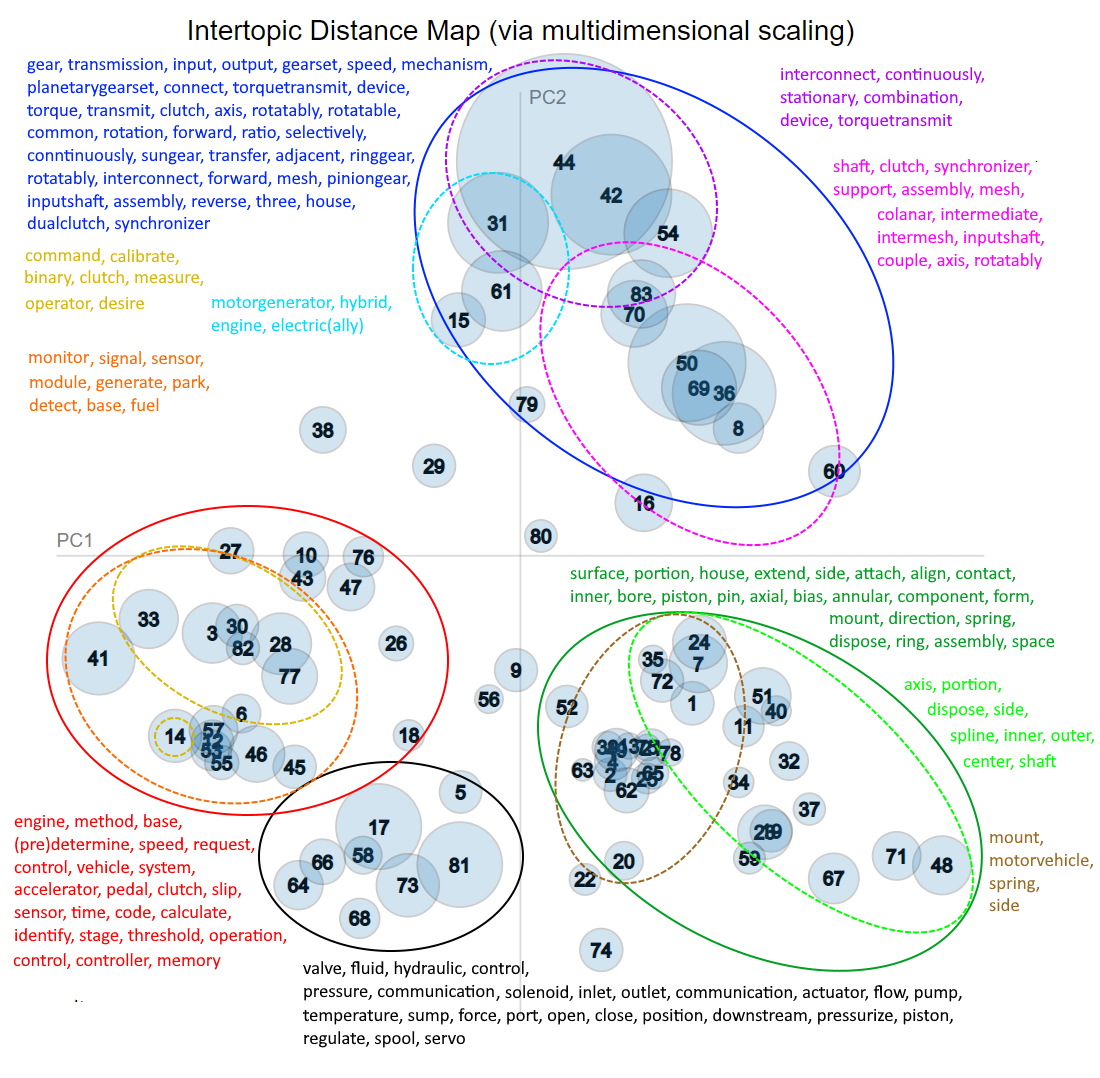 Intertopic Distance Map (via multidimensional scaling)
gear, transmission, input, output, gearset, speed, mechanism,
planetarygearset, connect, torquetransmit, device,
torque, transmit, clutch, axis, rotatably, rotatable,
common, rotation, forward, ratio, selectively,
conntinuously, sungear, transfer, adjacent, ringgear,
rotatably, interconnect, forward, mesh, piniongear,
inputshaft, assembly, reverse, three, house,
dualclutch, synchronizer
PC2
interconnect, continuously,
stationary, combination,
device, torquetransmit
shaft, clutch, synchronizer,
support, assembly, mesh,
colanar, intermediate,
intermesh, inputshaft,
couple, axis, rotatably
command, calibrate,
binary, clutch, measure,
operator, desire
motorgenerator, hybrid,
engine, electric(ally)
monitor, signal, sensor,
module, generate, park,
detect, base, fuel
44
42
31
54
61
83
70
15
50
69
36
8
79
38
29
60
16
80
PC1
27
10
76
43
47
33
3
30
82
28
26
41
77
6
14
57
12
53
55
46
45
18
9
56
surface, portion, house, extend, side, attach, align, contact,
inner, bore, piston, pin, axial, bias, annular, component, form,
mount, direction, spring,
dispose, ring, assembly, space
axis, portion,
dispose, side,
spline, inner, outer,
center, shaft
24
35
7
72
1
51
40
52
11
78
32
63
4
2
65
25
62
34
37
19
59
20
22
67
71
48
74
mount,
motorvehicle,
spring,
side
5
17
58
66
81
64
73
68
engine, method, base,
(pre)determine, speed, request,
control, vehicle, system,
accelerator, pedal, clutch, slip,
sensor, time, code, calculate,
identify, stage, threshold, operation,
control, controller, memory
valve, fluid, hydraulic, control,
pressure, communication, solenoid, inlet, outlet, communication, actuator, flow, pump,
temperature, sump, force, port, open, close, position, downstream, pressurize, piston,
regulate, spool, servo